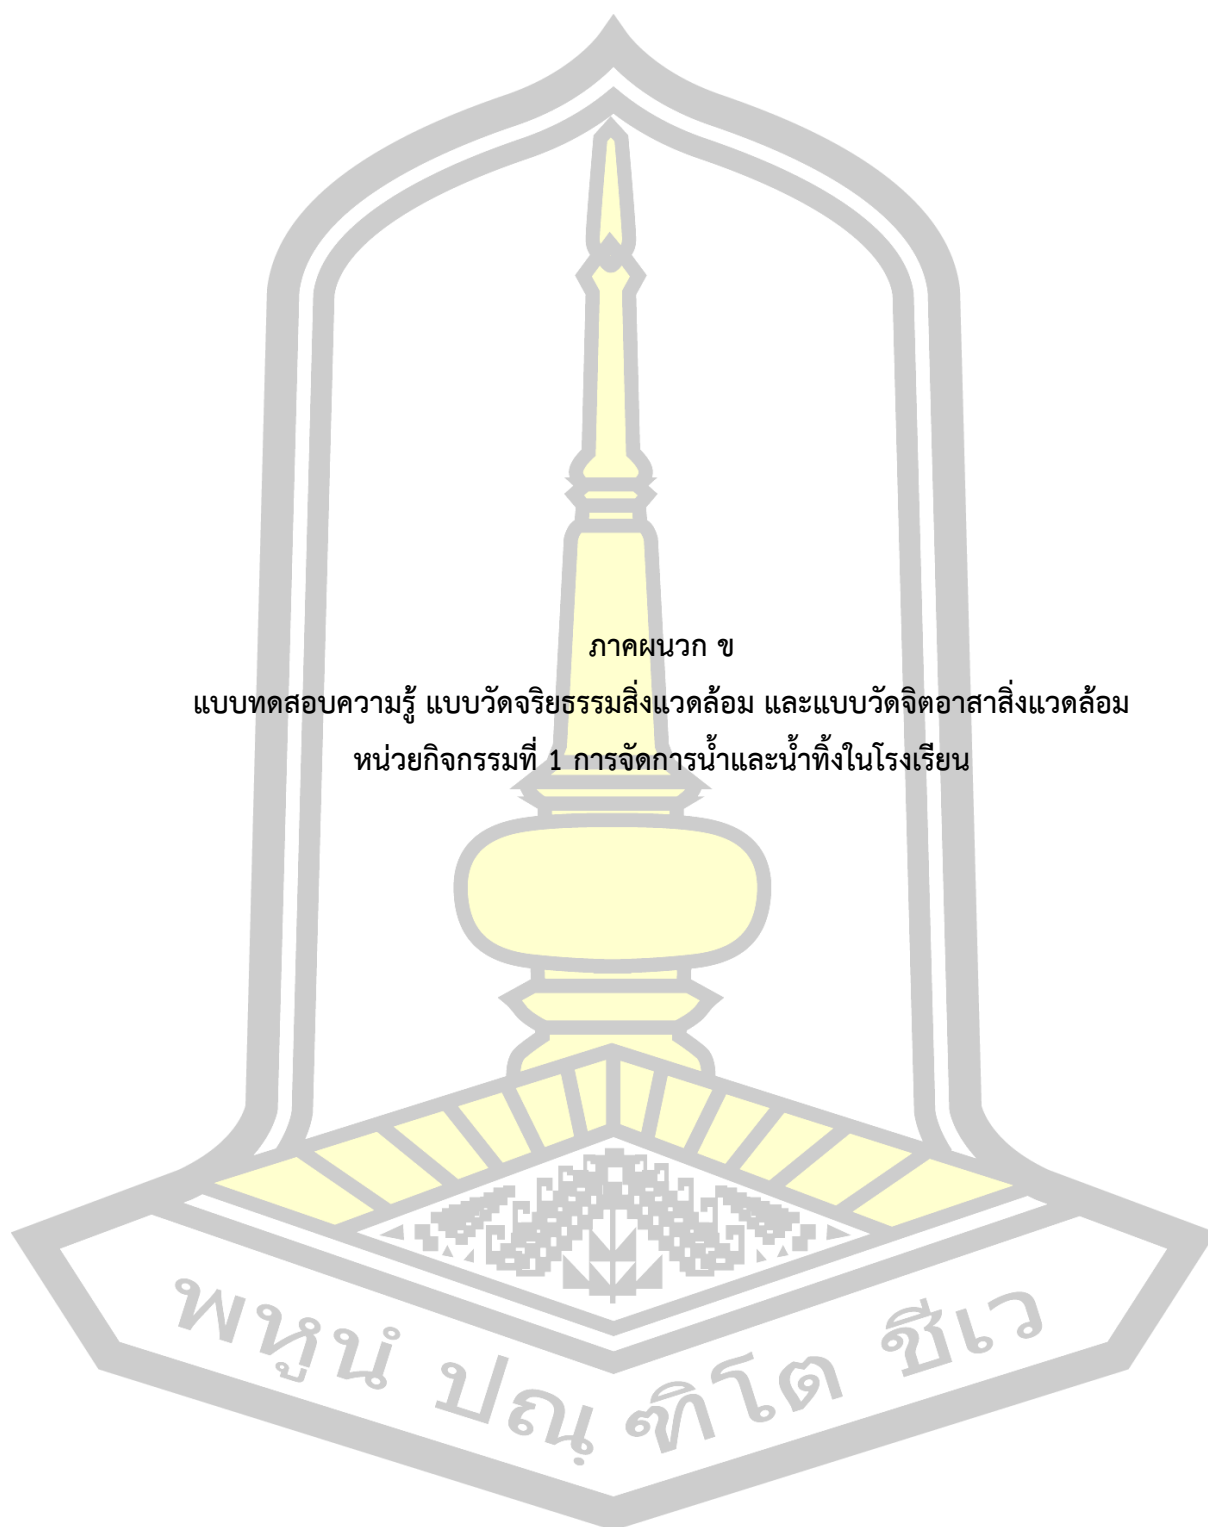 ภาคผนวก ข
แบบทดสอบความรู้ แบบวัดจริยธรรมสิ่งแวดล้อม และแบบวัดจิตอาสาสิ่งแวดล้อม
หน่วยกิจกรรมที่ 1 การจัดการน้ำและน้ำทิ้งในโรงเรียน
พหูนํ ปณฺฑิโต ชีเว